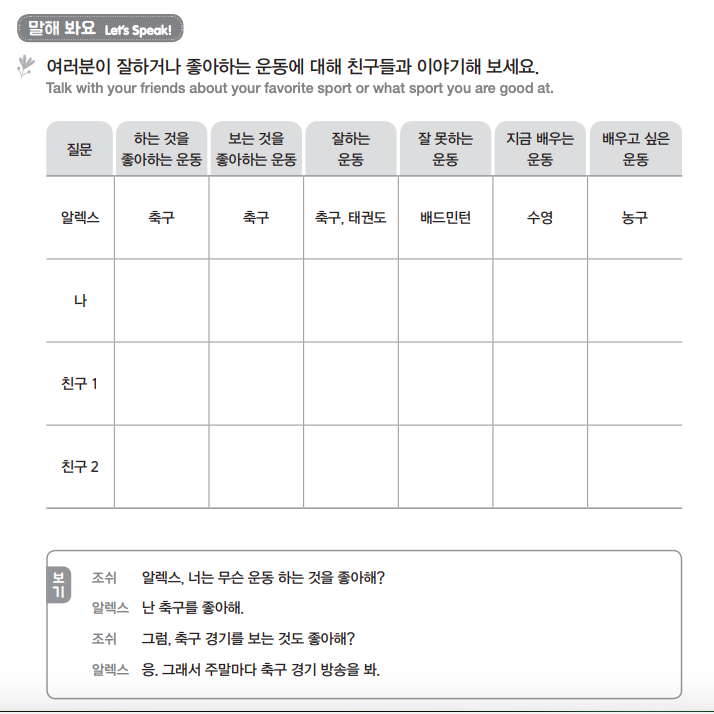 말해 봐요 Let's Speak!
여러분이 잘하거나 좋아하는 운동에 대해 친구들과 이야기해 보세요.
Talk with your friends about your favorite sport or what sport you are good at.
질문 하는 것을 좋아하는 운동 보는 것을 좋아하는 운동 잘하는 운동 잘 못하는 운동 지금 배우는 운동 배우고 싶은 운동
알렉스 축구 축구 축구, 태권도 배드민턴 수영 농구
나
친구 1
친구 2
보기
조쉬 알렉스, 너는 무슨 운동 하는 것을 좋아해?
알렉스 난 축구를 좋아해.
조쉬 그럼, 축구 경기를 보는 것도 좋아해?
알렉스 응. 그래서 주말마다 축구 경기 방송을 봐.